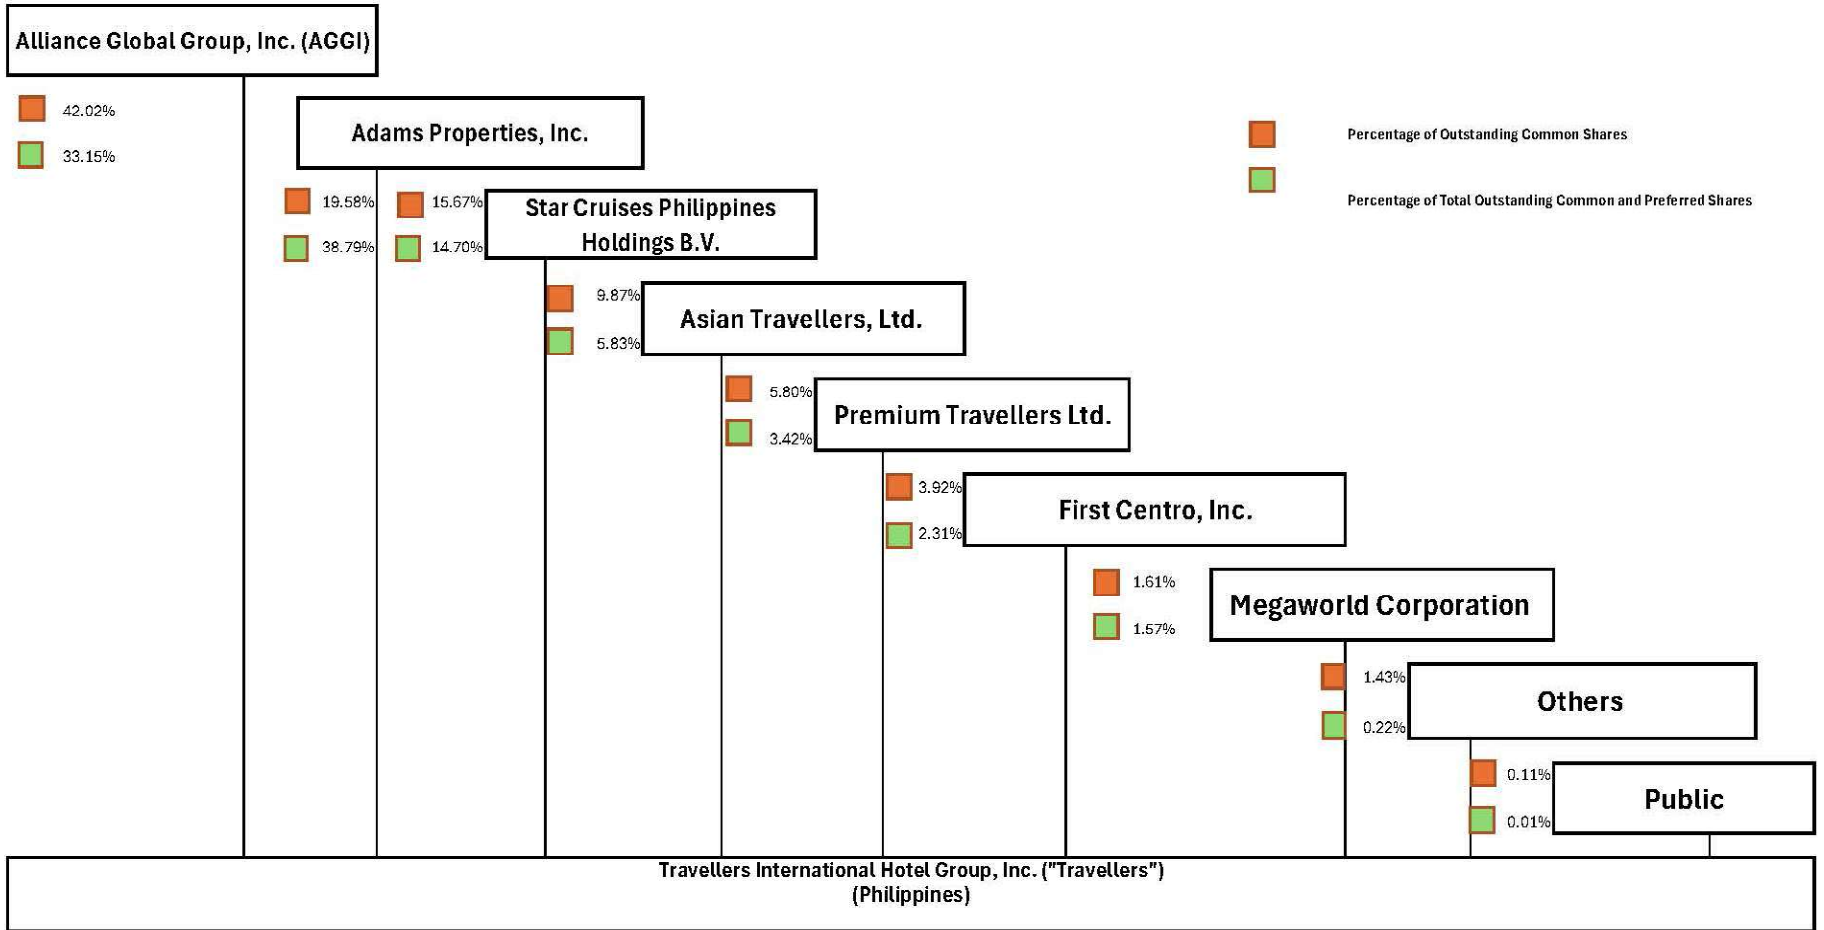 Alliance Global Group, Inc. (AGGI)
42.02%
33.15%
Adams Properties, Inc.
Percentage of Outstanding Common Shares
Percentage of Total Outstanding Common and Preferred Shares
19.58%
38.79%
15.67%
14.70%
Star Cruises Philippines
Holdings B.V.
9.87%
5.83%
Asian Travellers, Ltd.
5.80%
3.42%
Premium Travellers Ltd.
3.92%
2.31%
First Centro, Inc.
1.61%
1.57%
Megaworld Corporation
1.43%
0.22%
Others
0.11%
0.01%
Public
Travellers International Hotel Group, Inc. ("Travellers")
(Philippines)